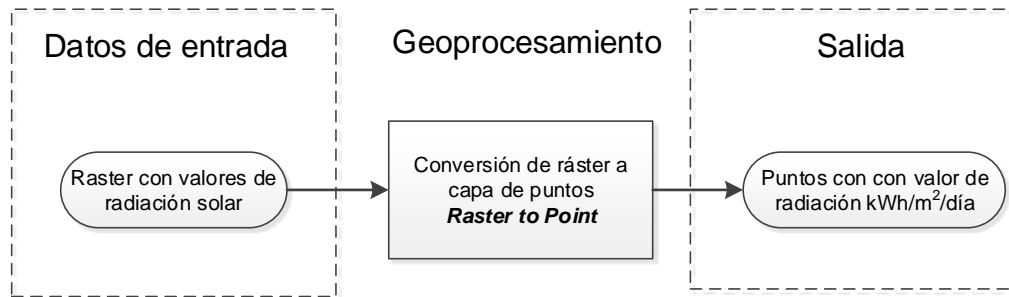 Datos de entrada
Geoprocesamiento
Salida
Raster con valores de
radiación solar
Conversión de ráster a
capa de puntos
Raster to Point
Puntos con con valor de
radiación kWh/m²/día